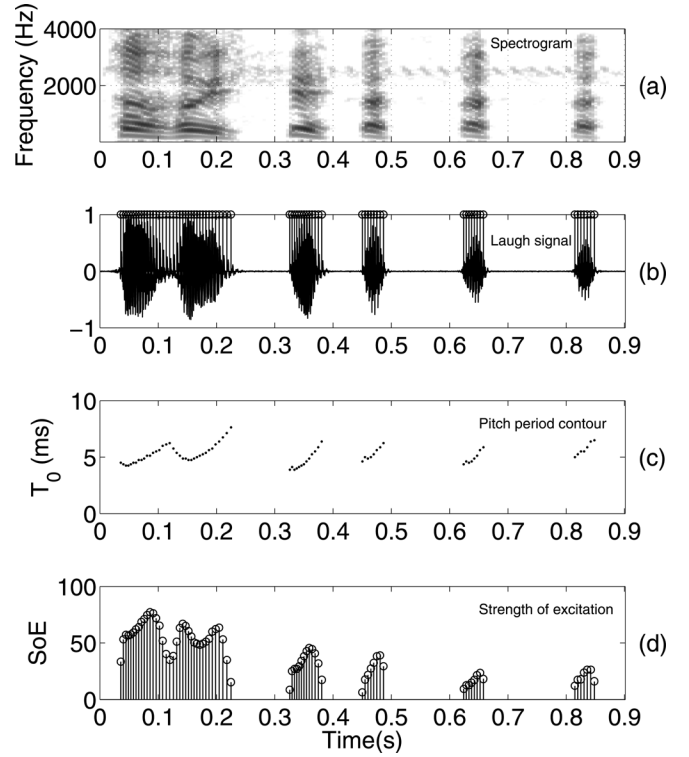 Frequency (Hz)
4000
2000
Spectrogram
(a)
0 0.1 0.2 0.3 0.4 0.5 0.6 0.7 0.8 0.9
1
0
−1
Laugh signal
(b)
0 0.1 0.2 0.3 0.4 0.5 0.6 0.7 0.8 0.9
T0 (ms)
10
5
0
Pitch period contour
(c)
0 0.1 0.2 0.3 0.4 0.5 0.6 0.7 0.8 0.9
SoE
100
50
0
Strength of excitation
(d)
0 0.1 0.2 0.3 0.4 0.5 0.6 0.7 0.8 0.9
Time(s)